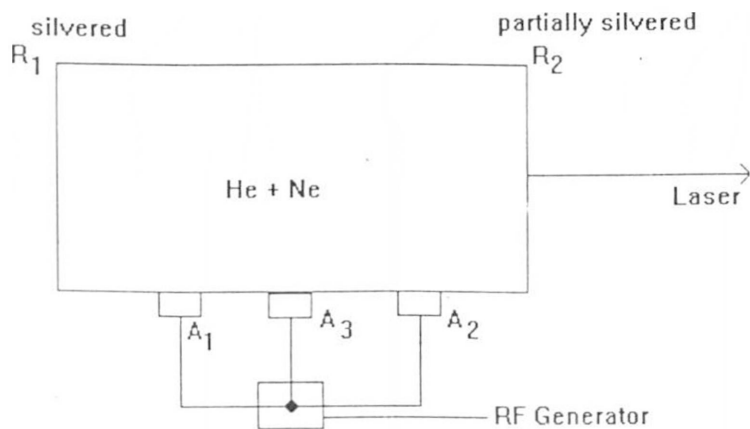 silvered
partially silvered
R1
R2
He + Ne
Laser
A1
A3
A2
RF Generator